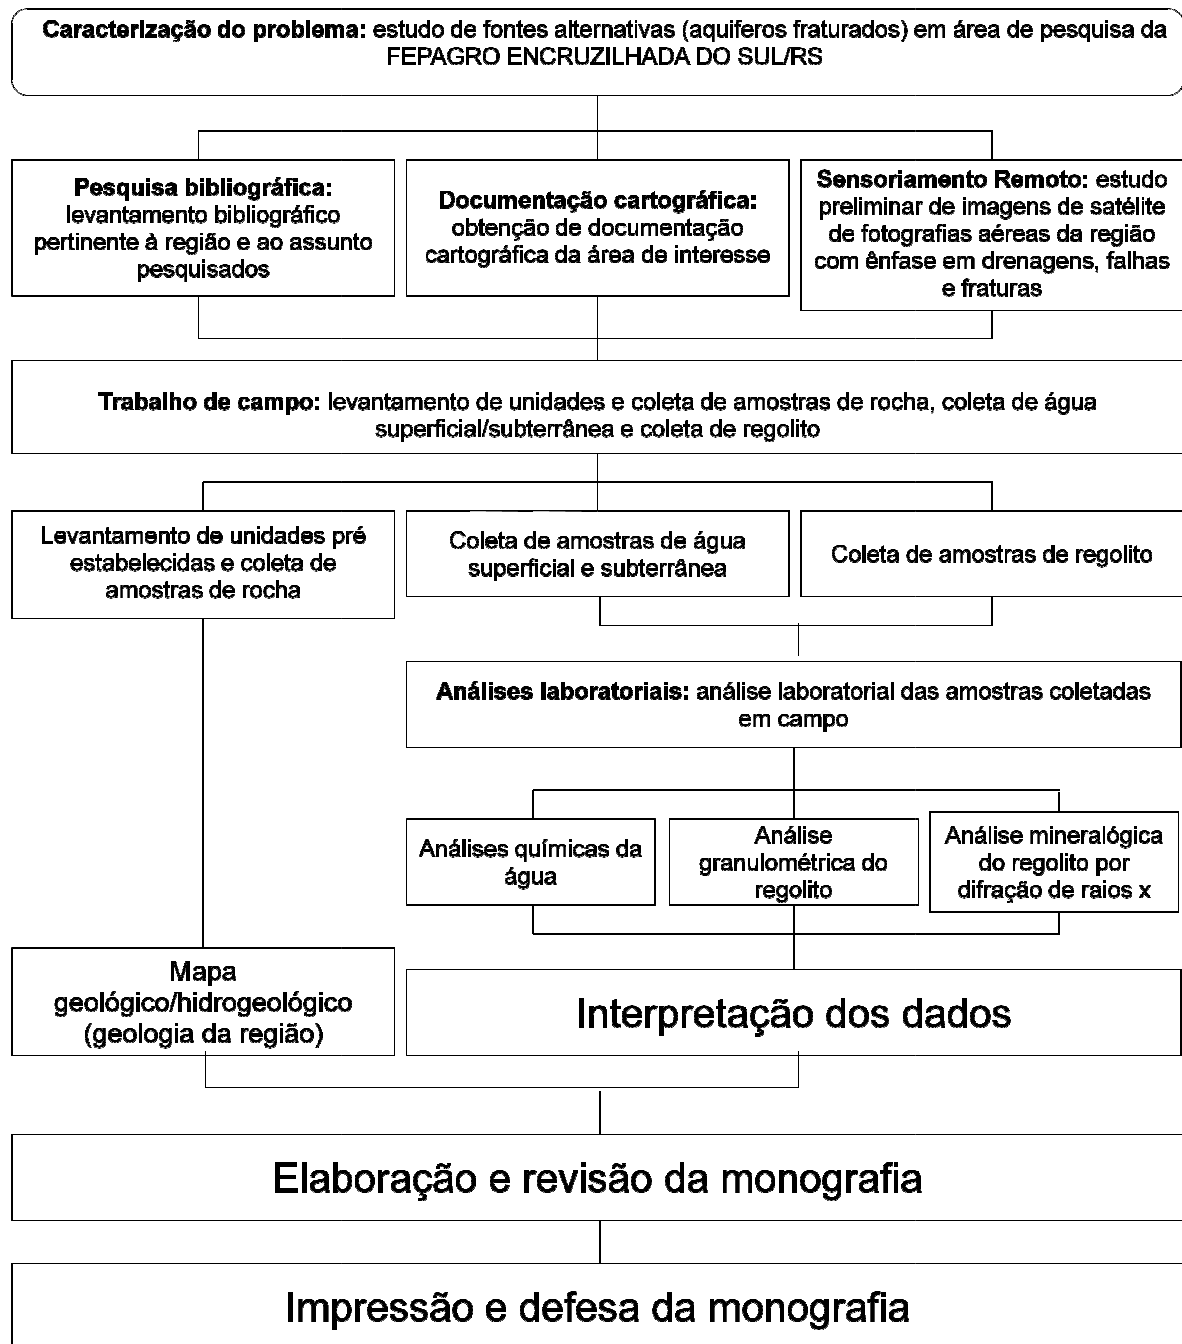 Caracterização do problema: estudo de fontes alternativas (aquiferos fraturados) em área de pesquisa da
FEPAGRO ENCRUZILHADA DO SUL/RS
Pesquisa bibliográfica:
levantamento bibliográfico
pertinente à região e ao assunto
pesquisados
Documentação cartográfica:
obtenção de documentação
cartográfica da área de interesse
Sensoriamento Remoto: estudo
preliminar de imagens de satélite
de fotografias aéreas da região
com ênfase em drenagens, falhas
e fraturas
Trabalho de campo: levantamento de unidades e coleta de amostras de rocha, coleta de água
superficial/subterrânea e coleta de regolito
Levantamento de unidades pré
estabelecidas e coleta de
amostras de rocha
Coleta de amostras de água
superficial e subterrânea
Coleta de amostras de regolito
Análises laboratoriais: análise laboratorial das amostras coletadas
em campo
Análises químicas da
água
Análise
granulométrica do
regolito
Análise mineralógica
do regolito por
difração de raios x
Mapa
geológico/hidrogeológico
(geologia da região)
Interpretação dos dados
Elaboração e revisão da monografia
Impressão e defesa da monografia